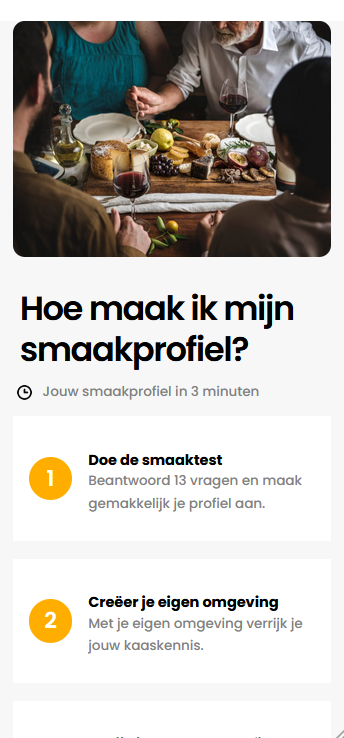 Hoe maak ik mijn
smaakprofiel?
Jouw smaakprofiel in 3 minuten
1
Doe de smaaktest
Beantwoord 13 vragen en maak
gemakkelijk je profiel aan.
2
Creëer je eigen omgeving
Met je eigen omgeving verrijk je
jouw kaaskennis.